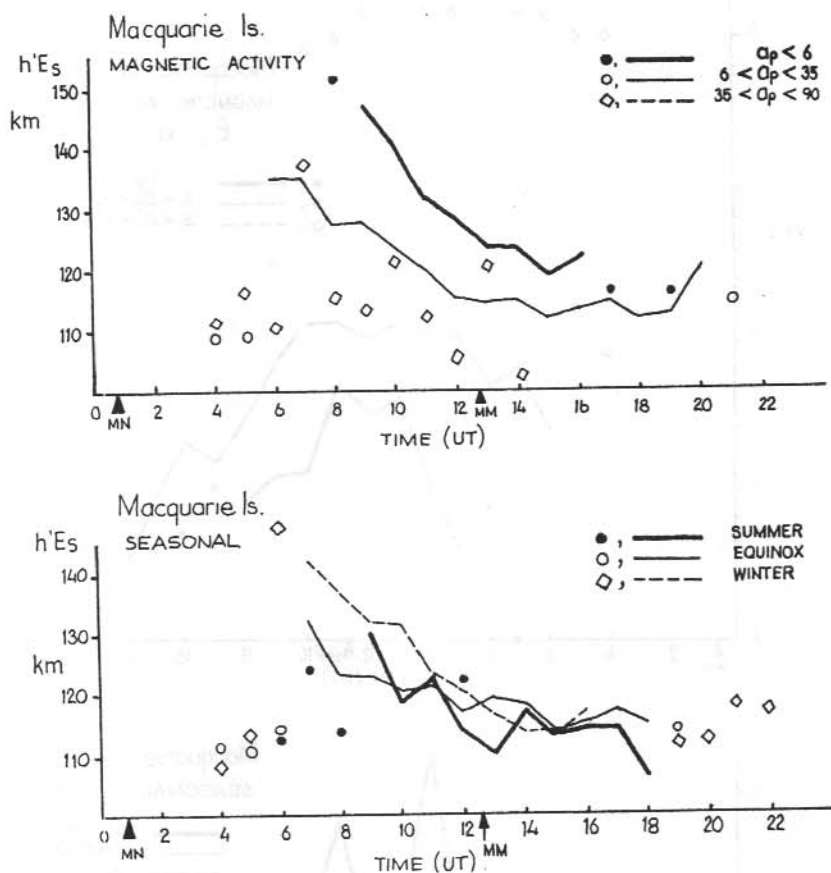 Macquarie Is.
MAGNETIC ACTIVITY
h'Es
km
150
140
130
120
110
●, ap < 6
○, 6 < ap < 35
◇, 35 < ap < 90
0 2 4 6 8 10 12 14 16 18 20 22
MN MM
TIME (UT)
Macquarie Is.
SEASONAL
h'Es
km
140
130
120
110
●, SUMMER
○, EQUINOX
◇, WINTER
0 2 4 6 8 10 12 14 16 18 20 22
MN MM
TIME (UT)